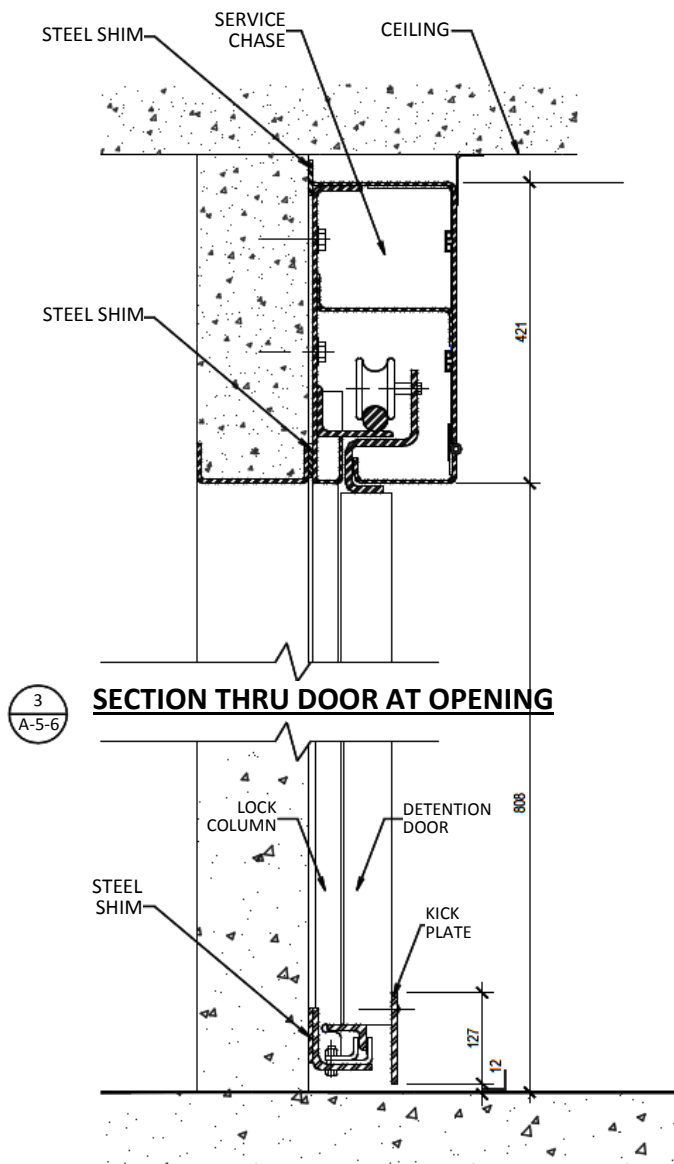 STEEL SHIM
SERVICE
CHASE
CEILING
STEEL SHIM
421
3
A-5-6
SECTION THRU DOOR AT OPENING
808
LOCK
COLUMN
DETENTION
DOOR
STEEL
SHIM
KICK
PLATE
127
12